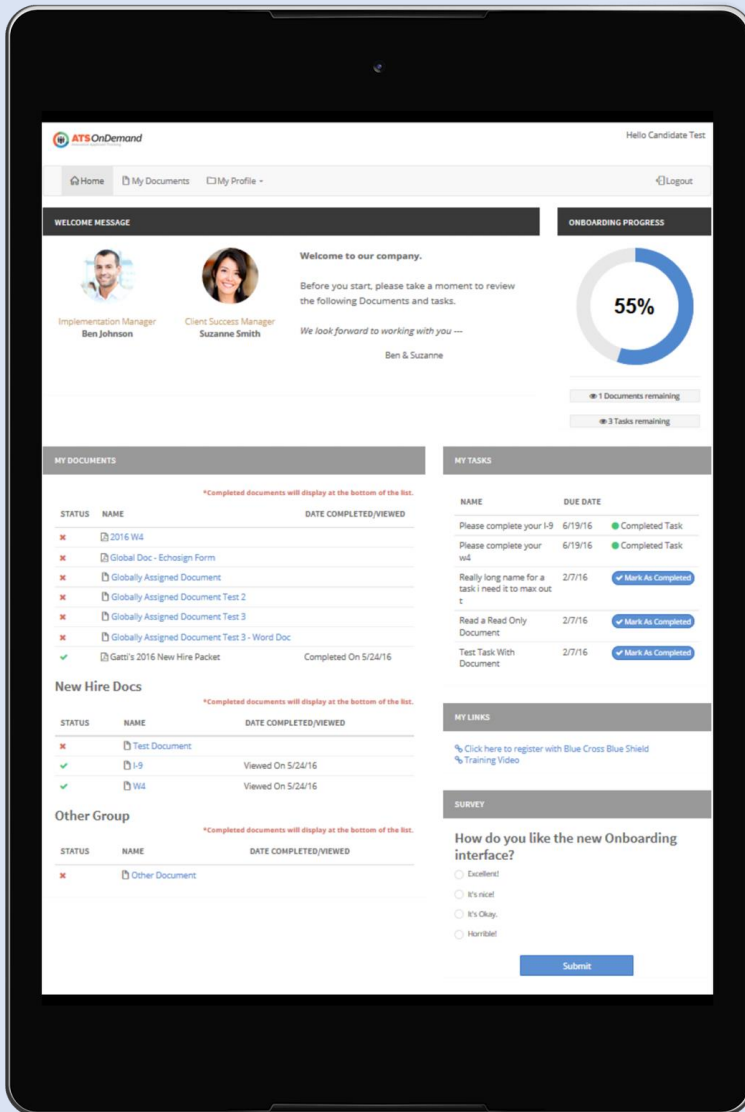 ATS OnDemand
Hello Candidate Test
Home My Documents My Profile Logout
WELCOME MESSAGE
Implementation Manager
Ben Johnson
Client Success Manager
Suzanne Smith
Welcome to our company.
Before you start, please take a moment to review
the following Documents and tasks.
We look forward to working with you ---
Ben & Suzanne
ONBOARDING PROGRESS
55%
1 Documents remaining
3 Tasks remaining
MY DOCUMENTS
*Completed documents will display at the bottom of the list.
STATUS NAME DATE COMPLETED/VIEWED
2016 W4
Global Doc - Echosign Form
Globally Assigned Document
Globally Assigned Document Test 2
Globally Assigned Document Test 3
Globally Assigned Document Test 3 - Word Doc
Gatti's 2016 New Hire Packet Completed On 5/24/16
New Hire Docs
*Completed documents will display at the bottom of the list.
STATUS NAME DATE COMPLETED/VIEWED
Test Document
I-9 Viewed On 5/24/16
W4 Viewed On 5/24/16
Other Group
*Completed documents will display at the bottom of the list.
STATUS NAME DATE COMPLETED/VIEWED
Other Document
MY TASKS
NAME DUE DATE
Please complete your I-9 6/19/16 Completed Task
Please complete your 6/19/16 Completed Task
w4
Really long name for a 2/7/16 Mark As Completed
task i need it to max out
t
Read a Read Only 2/7/16 Mark As Completed
Document
Test Task With 2/7/16 Mark As Completed
Document
MY LINKS
Click here to register with Blue Cross Blue Shield
Training Video
SURVEY
How do you like the new Onboarding
interface?
Excellent!
It's nice!
It's Okay.
Horrible!
Submit